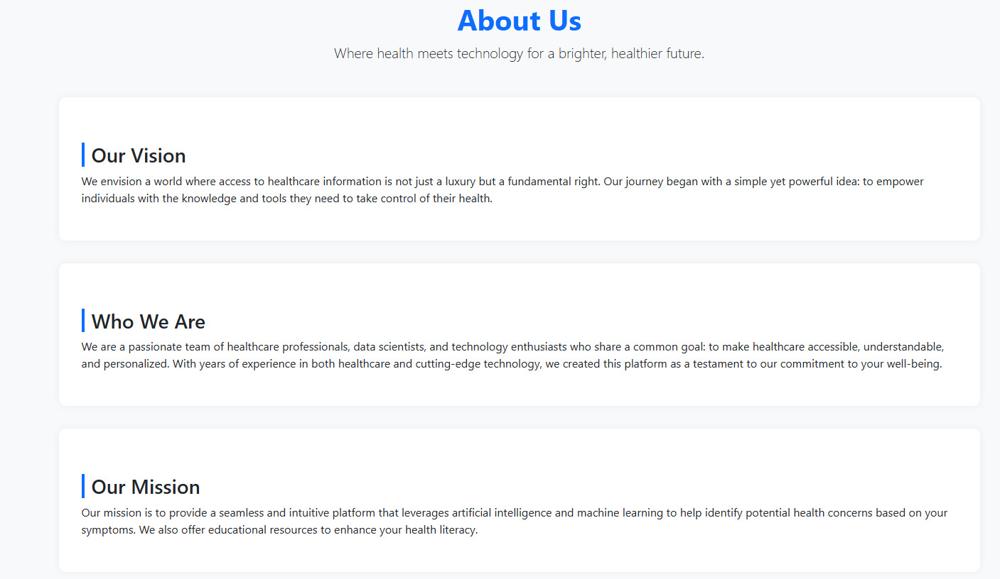 About Us
Where health meets technology for a brighter, healthier future.
Our Vision
We envision a world where access to healthcare information is not just a luxury but a fundamental right. Our journey began with a simple yet powerful idea: to empower
individuals with the knowledge and tools they need to take control of their health.
Who We Are
We are a passionate team of healthcare professionals, data scientists, and technology enthusiasts who share a common goal: to make healthcare accessible, understandable,
and personalized. With years of experience in both healthcare and cutting-edge technology, we created this platform as a testament to our commitment to your well-being.
Our Mission
Our mission is to provide a seamless and intuitive platform that leverages artificial intelligence and machine learning to help identify potential health concerns based on your
symptoms. We also offer educational resources to enhance your health literacy.